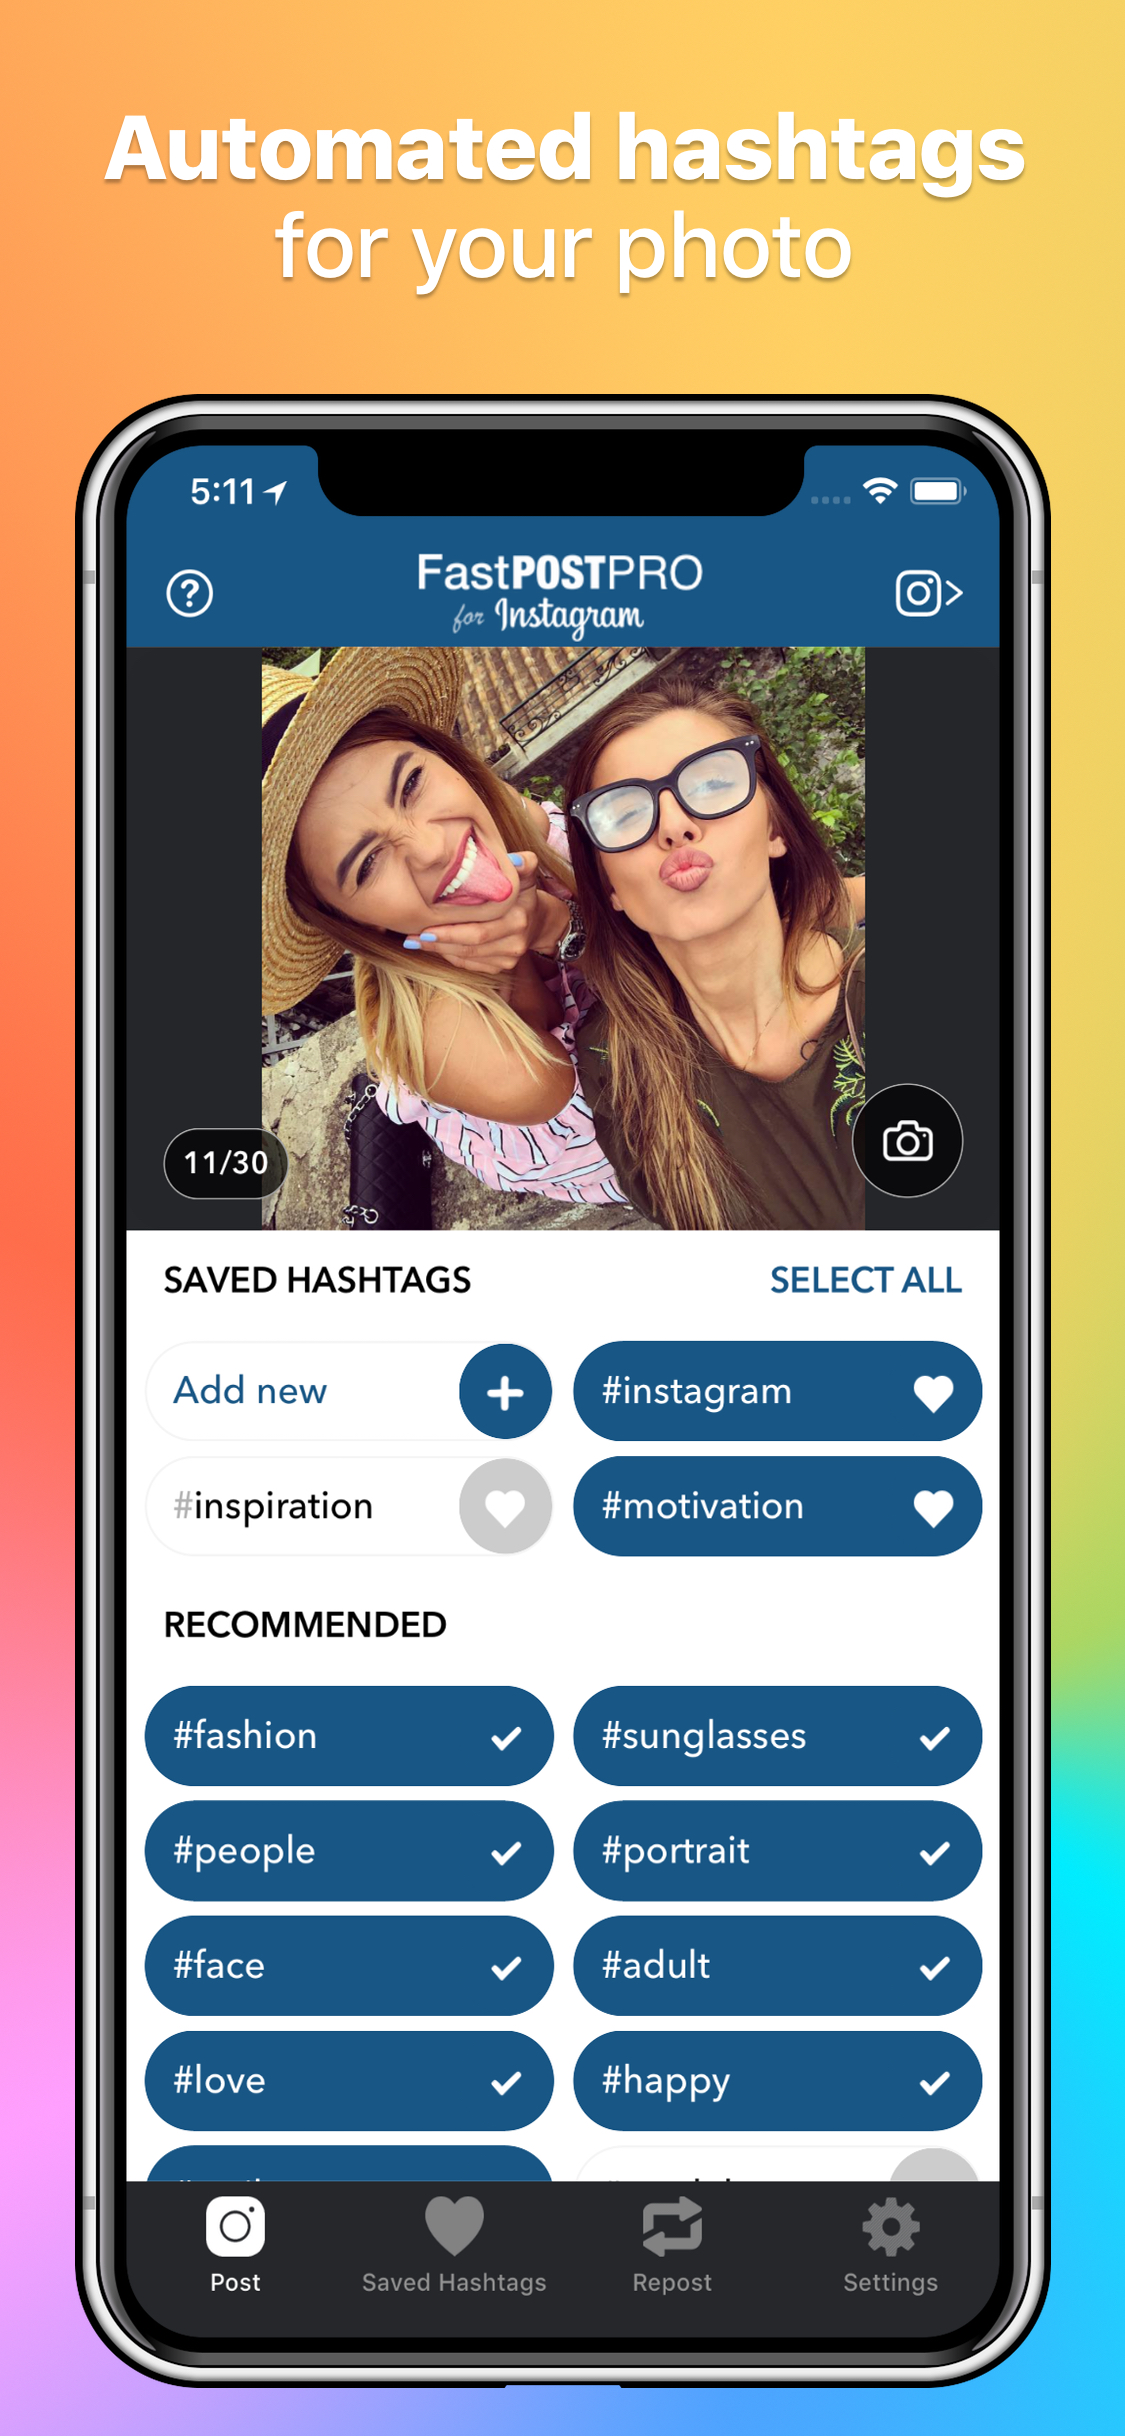 Automated hashtags
for your photo
5:11
FastPOSTPRO
for Instagram
11/30
SAVED HASHTAGS
SELECT ALL
Add new
#instagram
#inspiration
#motivation
RECOMMENDED
#fashion
#sunglasses
#people
#portrait
#face
#adult
#love
#happy
Post
Saved Hashtags
Repost
Settings